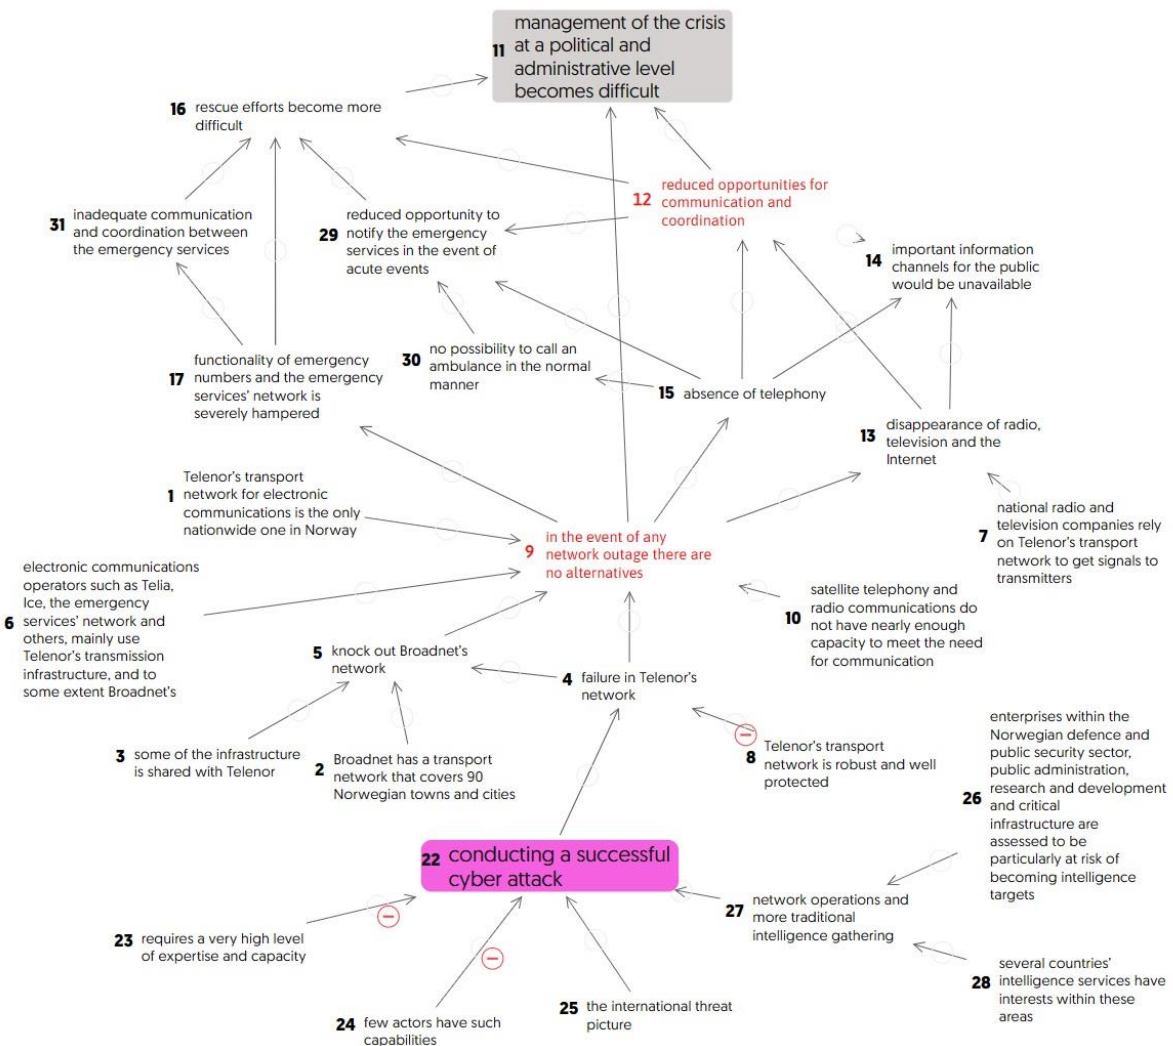 management of the crisis
11 at a political and
administrative level
becomes difficult
16 rescue efforts become more
difficult
12 reduced opportunities for
communication and
coordination
31 inadequate communication
and coordination between
the emergency services
29 reduced opportunity to
notify the emergency
services in the event of
acute events
14 important information
channels for the public
would be unavailable
17 functionality of emergency
numbers and the emergency
services' network is
severely hampered
30 no possibility to call an
ambulance in the normal
manner
15 absence of telephony
13 disappearance of radio,
television and the
Internet
1 Telenor's transport
network for electronic
communications is the only
nationwide one in Norway
7 national radio and
television companies rely
on Telenor's transport
network to get signals to
transmitters
9 in the event of any
network outage there are
no alternatives
6 electronic communications
operators such as Telia,
Ice, the emergency
services' network and
others, mainly use
Telenor's transmission
infrastructure, and to
some extent Broadnet's
10 satellite telephony and
radio communications do
not have nearly enough
capacity to meet the need
for communication
5 knock out Broadnet's
network
4 failure in Telenor's
network
3 some of the infrastructure
is shared with Telenor
2 Broadnet has a transport
network that covers 90
Norwegian towns and cities
8 Telenor's transport
network is robust and well
protected
26 enterprises within the
Norwegian defence and
public security sector,
public administration,
research and development
and critical
infrastructure are
assessed to be
particularly at risk of
becoming intelligence
targets
22 conducting a successful
cyber attack
27 network operations and
more traditional
intelligence gathering
23 requires a very high level
of expertise and capacity
28 several countries'
intelligence services have
interests within these
areas
24 few actors have such
capabilities
25 the international threat
picture